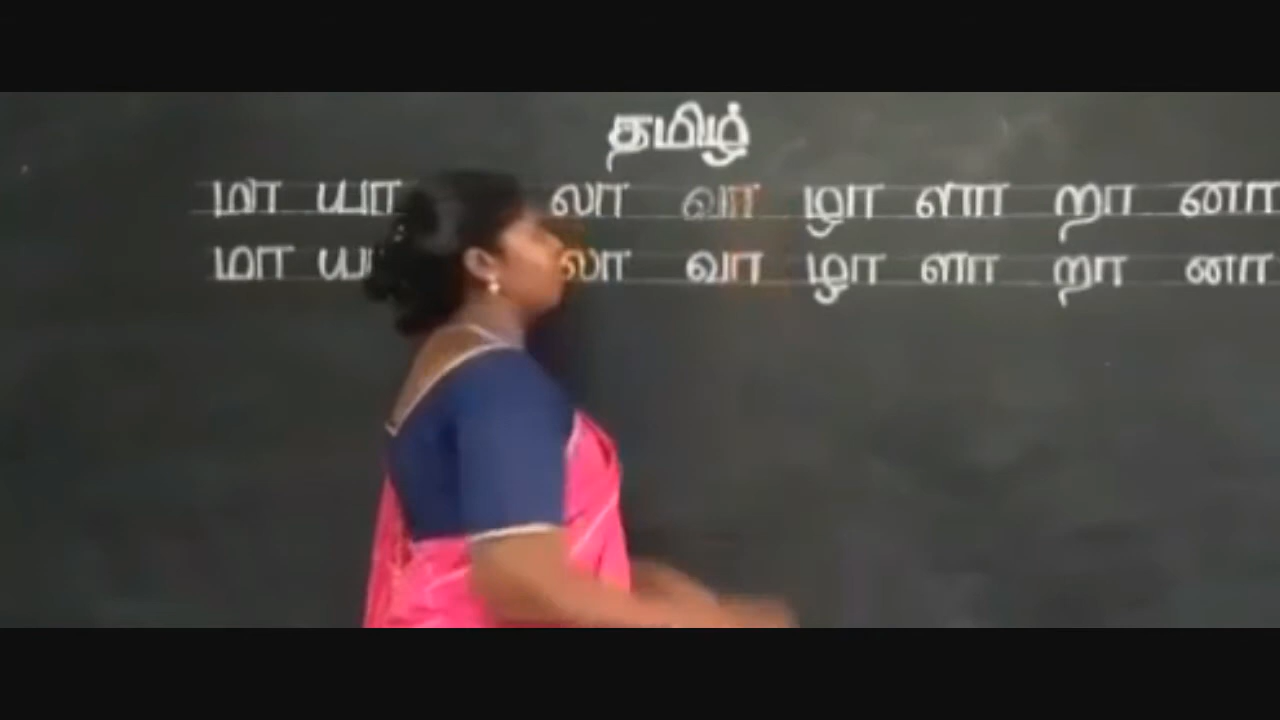 தமிழ்
மா யா லா வா ழா ளா றா னா
மா லா வா ழா ளா றா னா